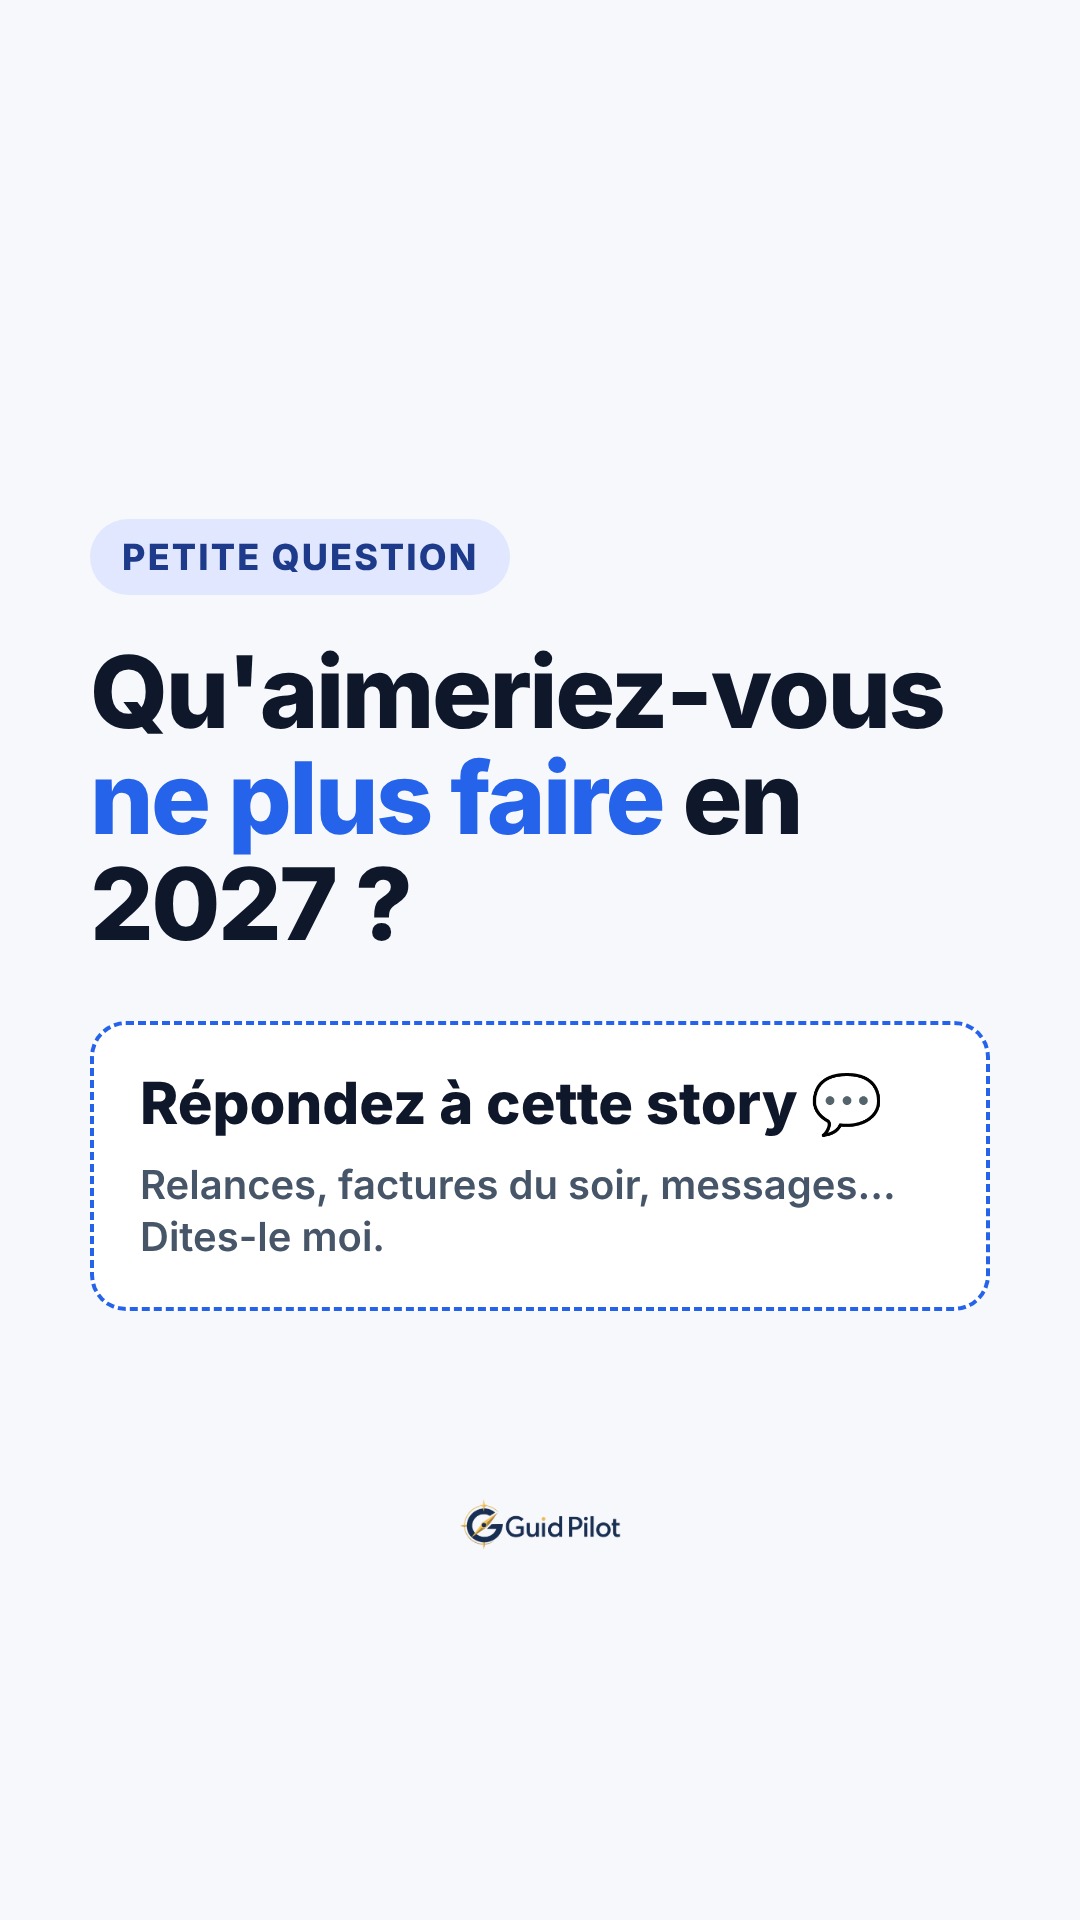 PETITE QUESTION
Qu'aimeriez-vous
ne plus faire en
2027 ?
Répondez à cette story 💬
Relances, factures du soir, messages...
Dites-le moi.
Guid Pilot